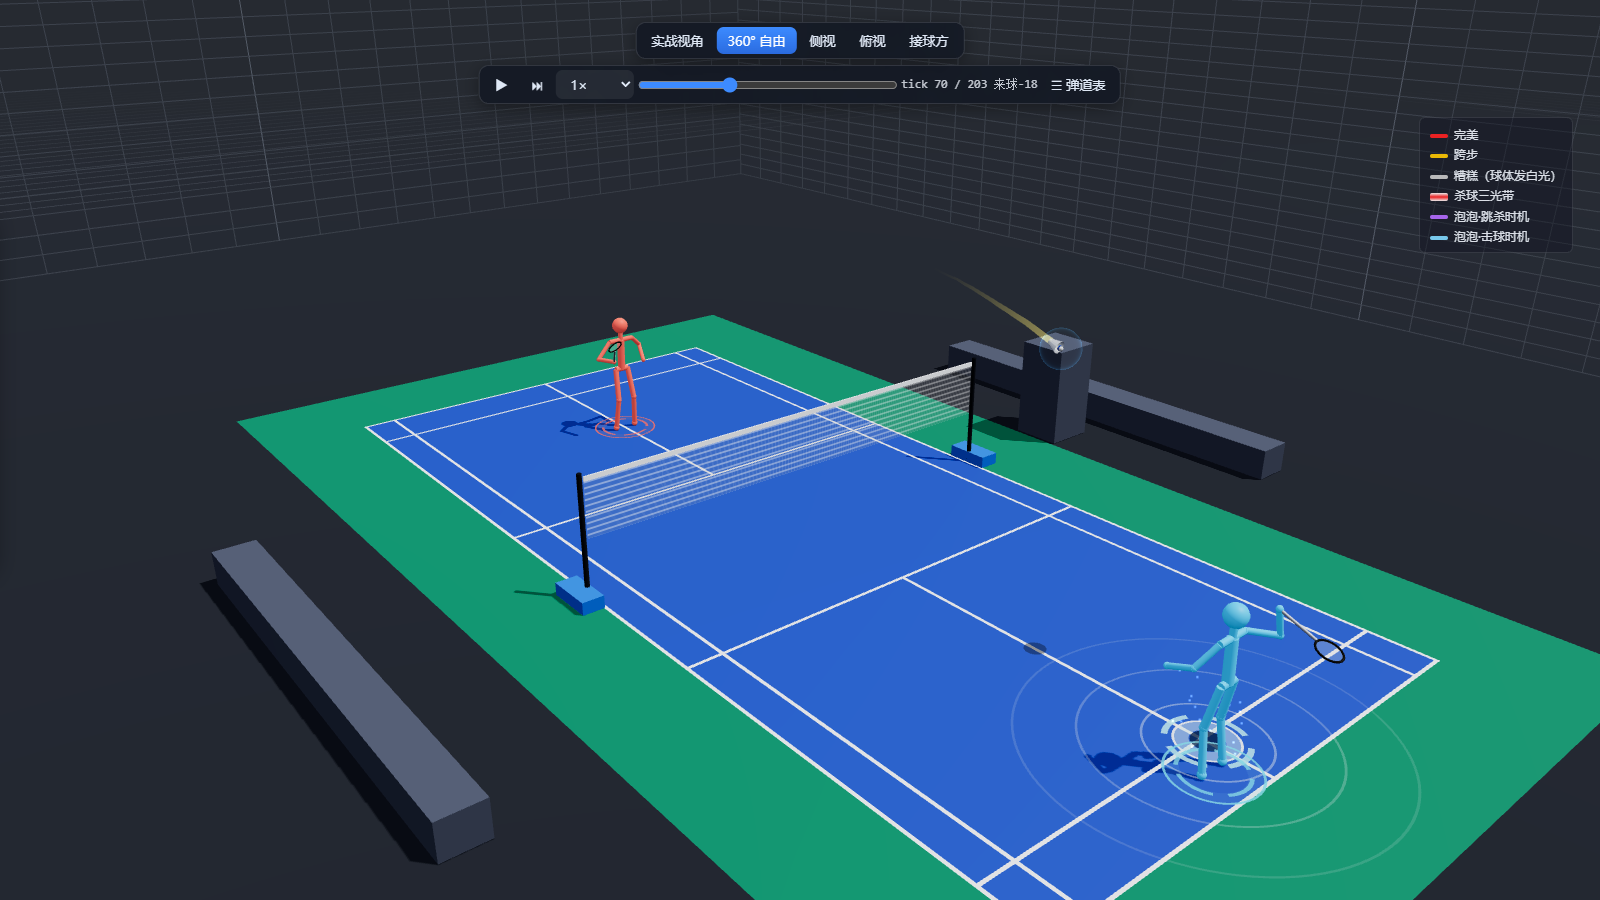 实战视角 360° 自由 侧视 俯视 接球方
1× tick 70 / 203 来球-18 ☰ 弹道表
完美
跨步
糟糕（球体发白光）
杀球三光带
泡泡·跳杀时机
泡泡·击球时机